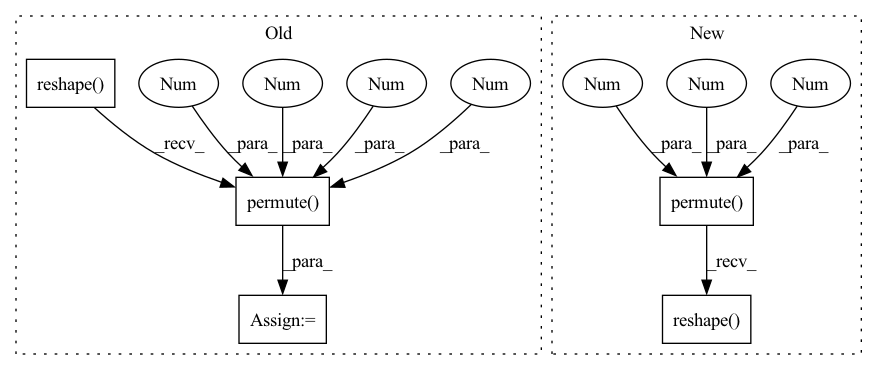 Old
New
reshape()
Num
Num
Num
Num
Num
Num
Num
_recv_
_para_
_para_
_para_
_para_
_para_
_para_
_para_
permute()
permute()
_para_
_recv_
Assign:=
reshape()